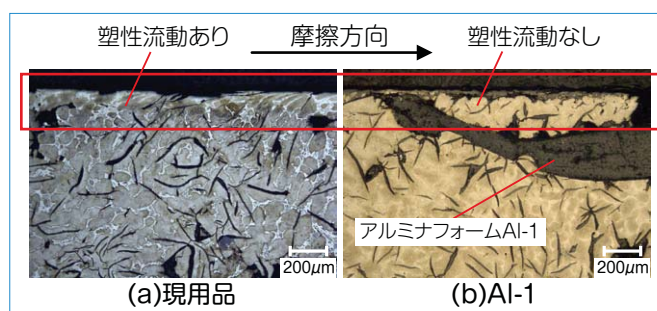 塑性流動あり
摩擦方向
塑性流動なし
アルミナフォームAl-1
200μm
200μm
(a)現用品
(b)Al-1